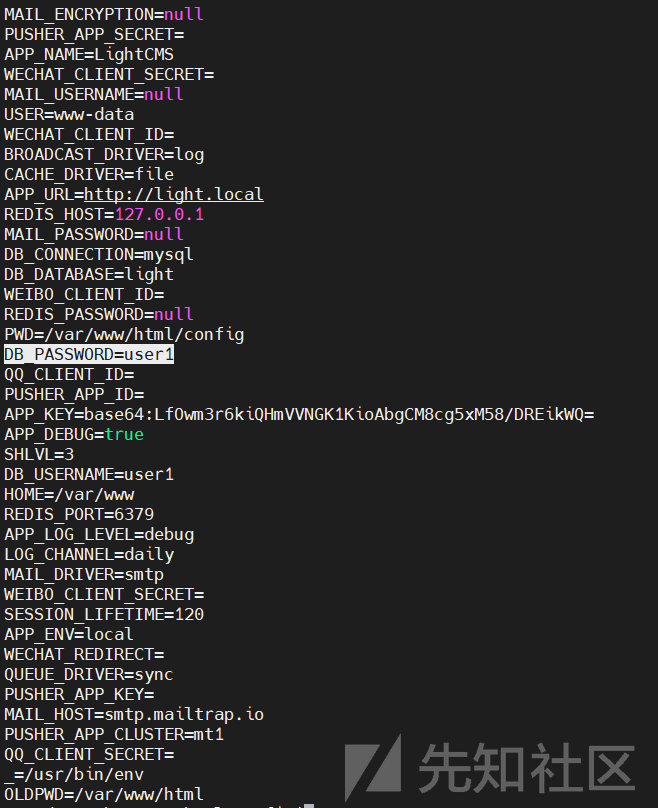 MAIL_ENCRYPTION=null
PUSHER_APP_SECRET=
APP_NAME=LightCMS
WECHAT_CLIENT_SECRET=
MAIL_USERNAME=null
USER=www-data
WECHAT_CLIENT_ID=
BROADCAST_DRIVER=log
CACHE_DRIVER=file
APP_URL=http://light.local
REDIS_HOST=127.0.0.1
MAIL_PASSWORD=null
DB_CONNECTION=mysql
DB_DATABASE=light
WEIBO_CLIENT_ID=
REDIS_PASSWORD=null
PWD=/var/www/html/config
DB_PASSWORD=user1
QQ_CLIENT_ID=
PUSHER_APP_ID=
APP_KEY=base64:LfOwm3r6kiQHmVVNGK1KioAbgCM8cg5xM58/DREikWQ=
APP_DEBUG=true
SHLVL=3
DB_USERNAME=user1
HOME=/var/www
REDIS_PORT=6379
APP_LOG_LEVEL=debug
LOG_CHANNEL=daily
MAIL_DRIVER=smtp
WEIBO_CLIENT_SECRET=
SESSION_LIFETIME=120
APP_ENV=local
WECHAT_REDIRECT=
QUEUE_DRIVER=sync
PUSHER_APP_KEY=
MAIL_HOST=smtp.mailtrap.io
PUSHER_APP_CLUSTER=mt1
QQ_CLIENT_SECRET=
_=/usr/bin/env
OLDPWD=/var/www/html
先知社区